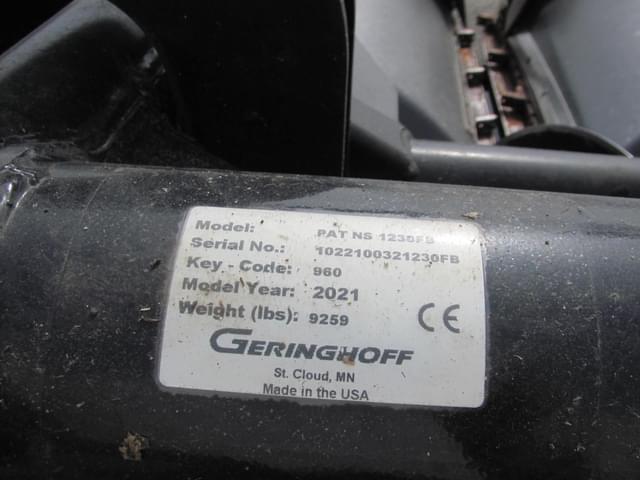 Model: PAT NS 1230FB
Serial No.: 1022100321230FB
Key - Code: 960
Model Year: 2021
Weight (lbs): 9259
CE
GERINGHOFF
St. Cloud, MN
Made in the USA